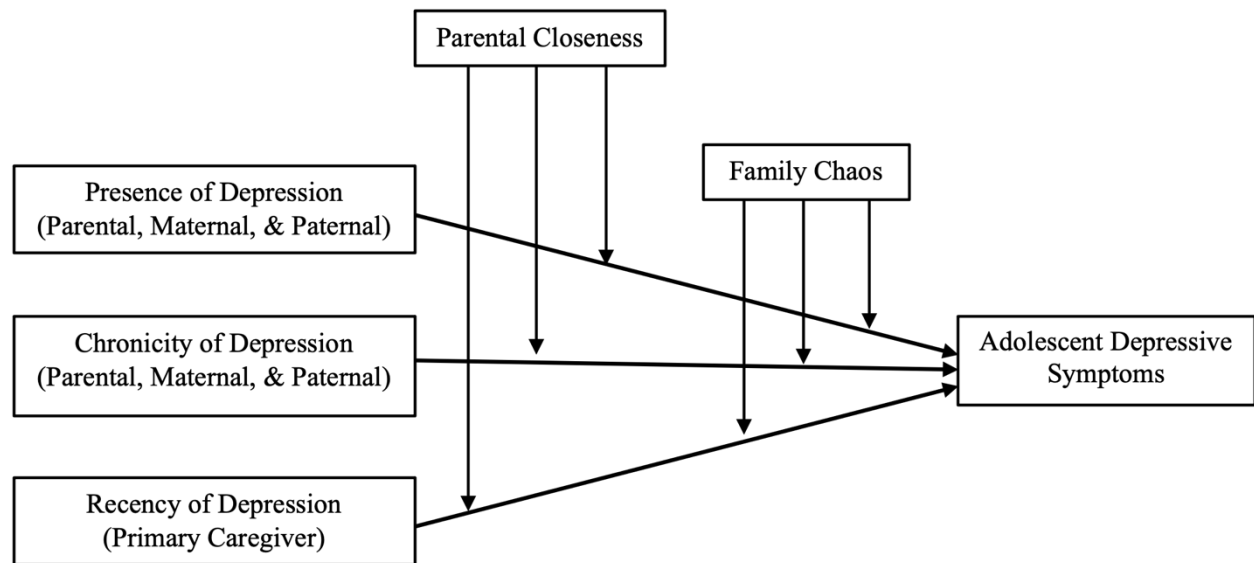 Parental Closeness
Family Chaos
Presence of Depression
(Parental, Maternal, & Paternal)
Chronicity of Depression
(Parental, Maternal, & Paternal)
Adolescent Depressive
Symptoms
Recency of Depression
(Primary Caregiver)